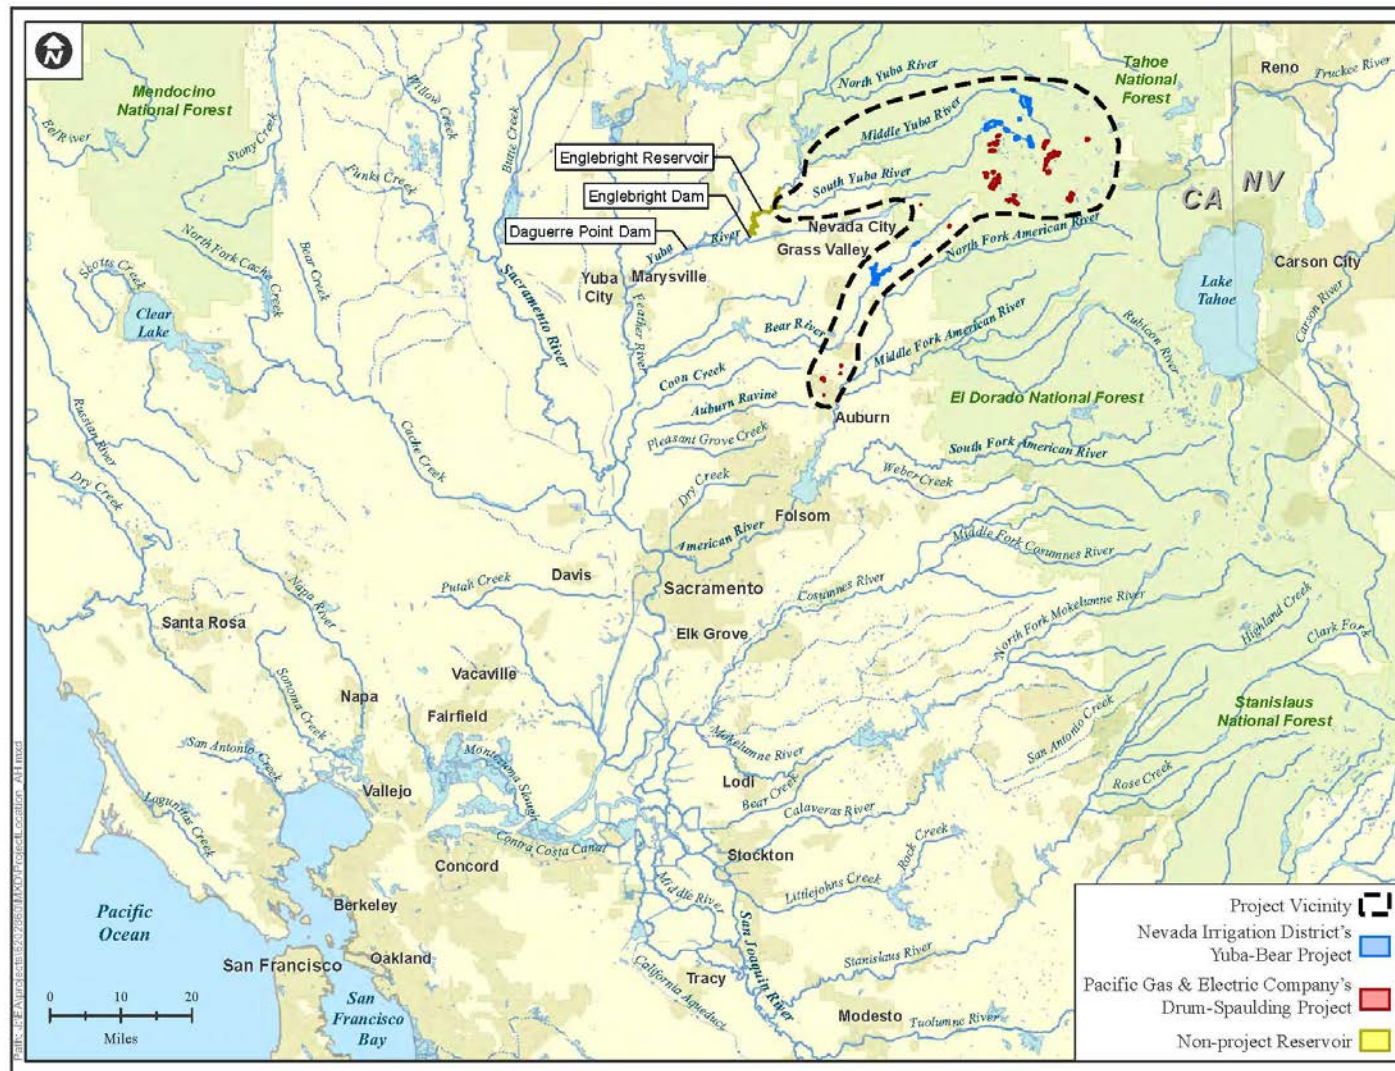 N
Mendocino
National Forest
Eel River
Stony Creek
Willow Creek
Butte Creek
Funks Creek
North Fork Cache Creek
Bear Creek
Scotts Creek
Clear
Lake
Sacramento River
Englebright Reservoir
Englebright Dam
Daguerre Point Dam
Yuba
River
Yuba
City
Marysville
Feather River
North Yuba River
Middle Yuba River
South Yuba River
Nevada City
Grass Valley
Tahoe
National
Forest
Reno
Truckee River
CA
NV
North Fork American River
Lake
Tahoe
Carson City
Carson River
Bear River
Middle Fork American River
Rubicon River
Coon Creek
Auburn Ravine
Auburn
El Dorado National Forest
Pleasant Grove Creek
South Fork American River
Weber Creek
Dry Creek
Folsom
American River
Russian River
Dry Creek
Cache Creek
Middle Fork Cosumnes River
Putah Creek
Davis
Sacramento
Cosumnes River
North Fork Mokelumne River
Highland Creek
Clark Fork
Napa River
Santa Rosa
Elk Grove
Sonoma Creek
Napa
Vacaville
Fairfield
Stanislaus
National Forest
San Antonio Creek
Mokelumne River
San Antonio Creek
Montezuma Slough
Lodi
Bear Creek
Rose Creek
Vallejo
Calaveras River
Lagunitas Creek
Contra Costa Canal
Concord
Stockton
Rock Creek
Littlejohns Creek
Middle River
Berkeley
Pacific
Ocean
San Joaquin River
Oakland
San Francisco
Stanislaus River
Tracy
California Aqueduct
San
Francisco
Bay
Modesto
Tuolumne River
0 10 20
Miles
Project Vicinity
Nevada Irrigation District's
Yuba-Bear Project
Pacific Gas & Electric Company's
Drum-Spaulding Project
Non-project Reservoir